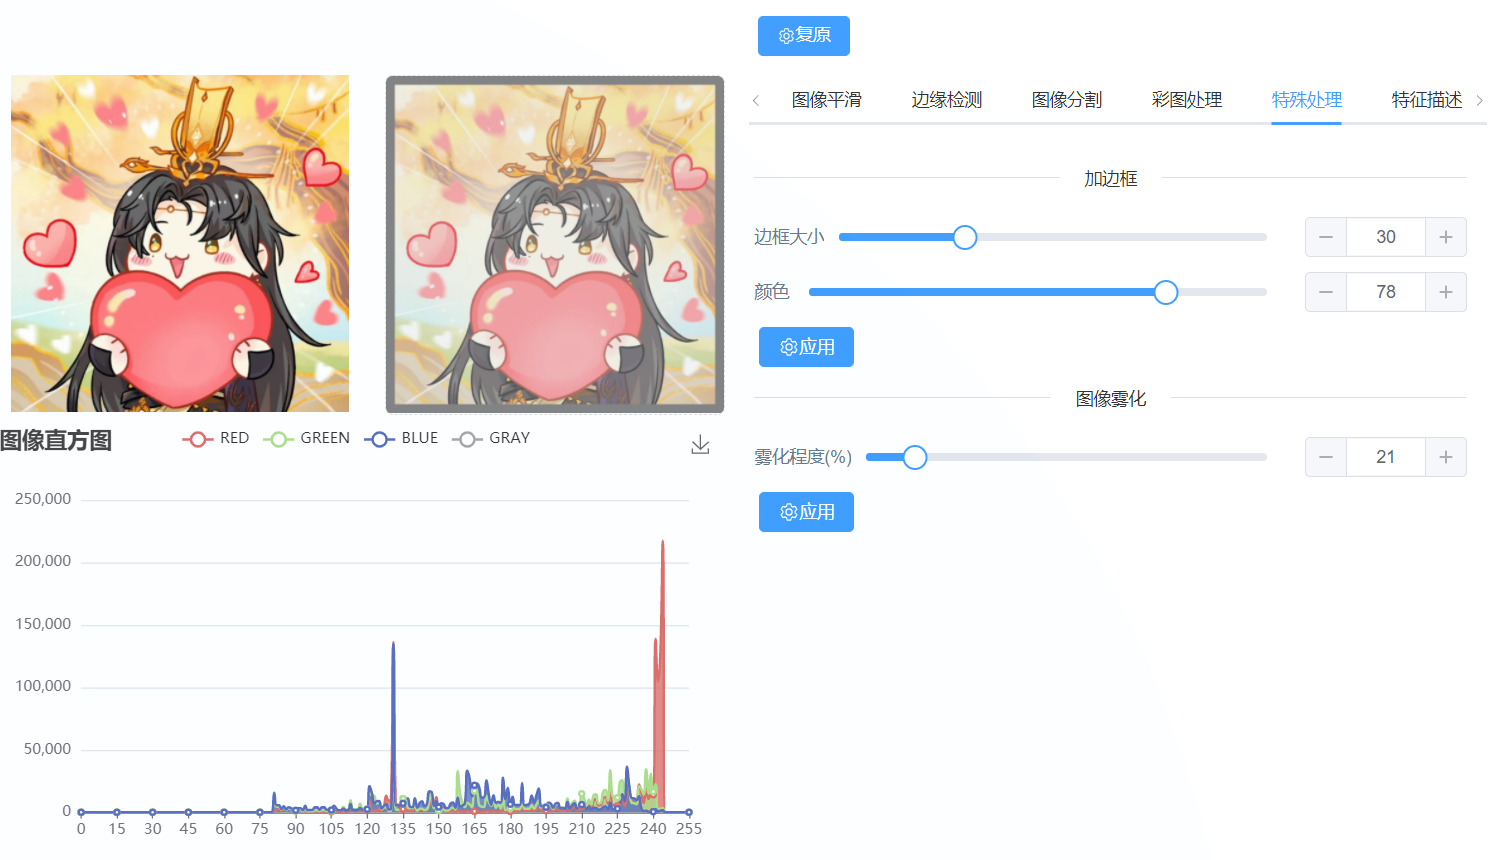 复原
图像平滑 边缘检测 图像分割 彩图处理 特殊处理 特征描述
加边框
边框大小 30
颜色 78
应用
图像雾化
雾化程度(%) 21
应用
图像直方图 RED GREEN BLUE GRAY
250,000
200,000
150,000
100,000
50,000
0
0 15 30 45 60 75 90 105 120 135 150 165 180 195 210 225 240 255